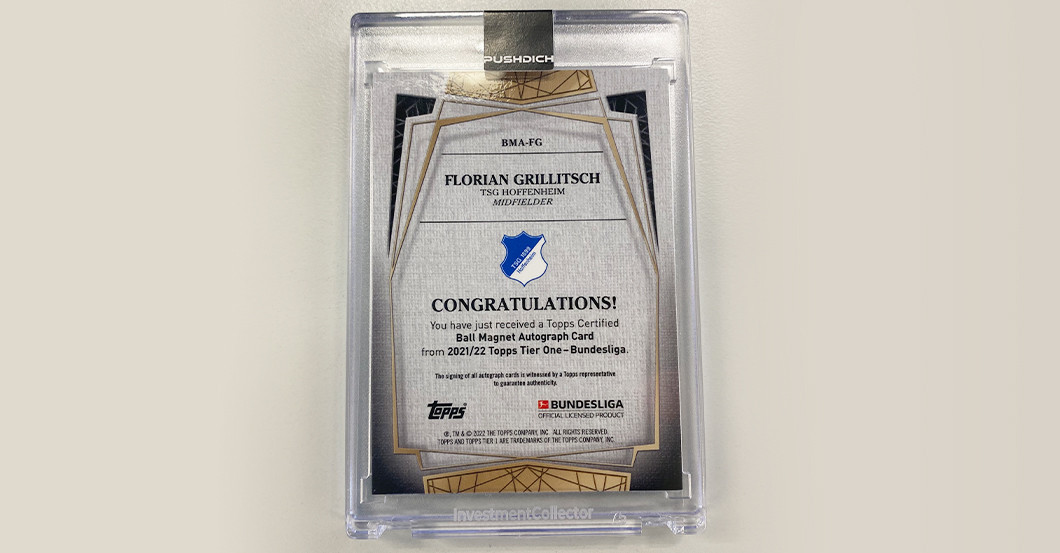 PUSHDICH
BMA-FG
FLORIAN GRILLITSCH
TSG HOFFENHEIM
MIDFIELDER
TSG 1899
Hoffenheim
CONGRATULATIONS!
You have just received a Topps Certified
Ball Magnet Autograph Card
from 2021/22 Topps Tier One – Bundesliga.
The signing of all autograph cards is witnessed by a Topps representative
to guarantee authenticity.
topps®
BUNDESLIGA
OFFICIAL LICENSED PRODUCT
®, TM & © 2022 THE TOPPS COMPANY, INC. ALL RIGHTS RESERVED.
TOPPS AND TOPPS TIER 1 ARE TRADEMARKS OF THE TOPPS COMPANY, INC.
InvestmentCollector